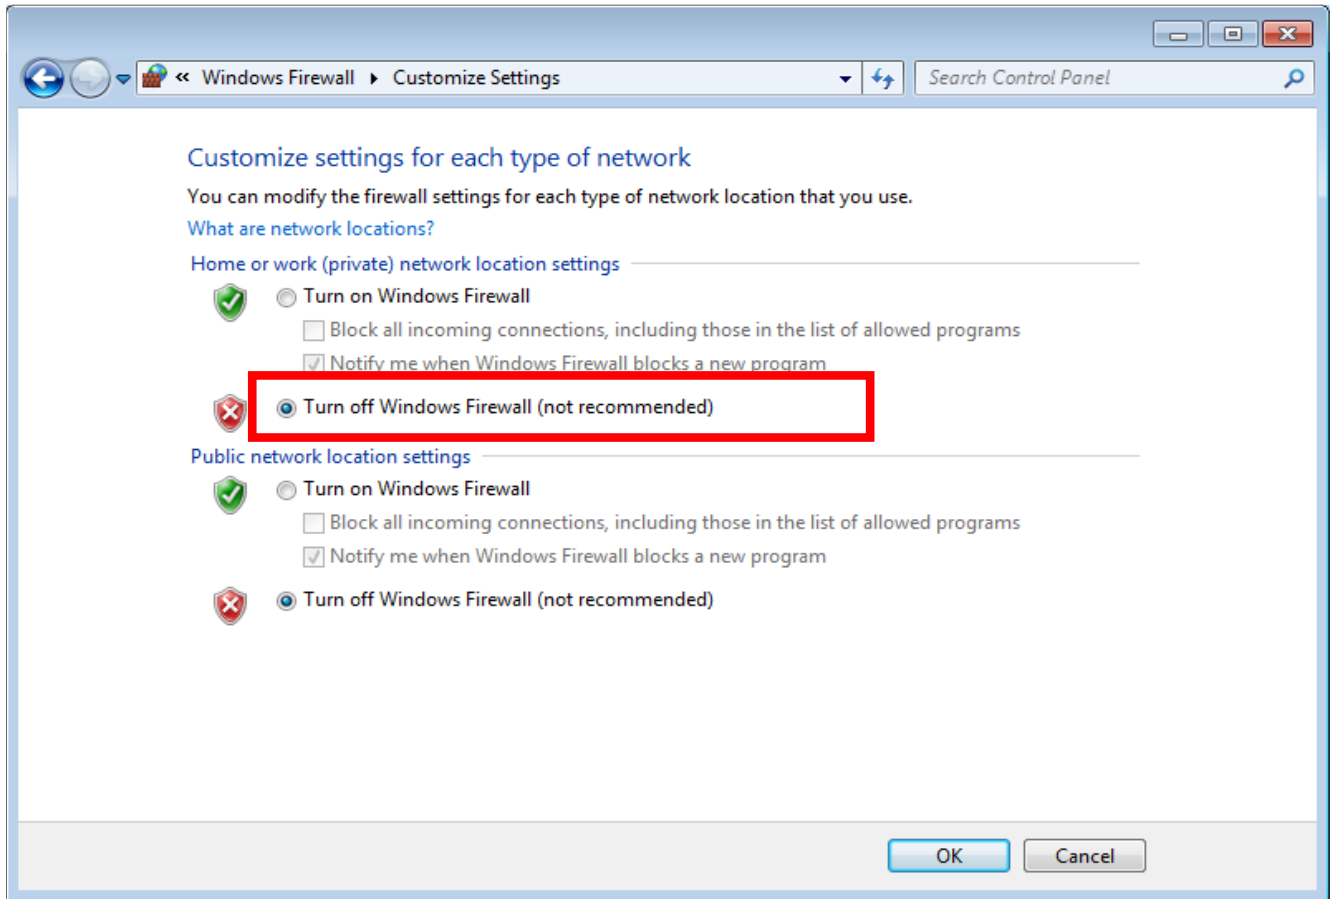 « Windows Firewall ▸ Customize Settings
Search Control Panel
Customize settings for each type of network
You can modify the firewall settings for each type of network location that you use.
What are network locations?
Home or work (private) network location settings
Turn on Windows Firewall
Block all incoming connections, including those in the list of allowed programs
Notify me when Windows Firewall blocks a new program
Turn off Windows Firewall (not recommended)
Public network location settings
Turn on Windows Firewall
Block all incoming connections, including those in the list of allowed programs
Notify me when Windows Firewall blocks a new program
Turn off Windows Firewall (not recommended)
OK Cancel